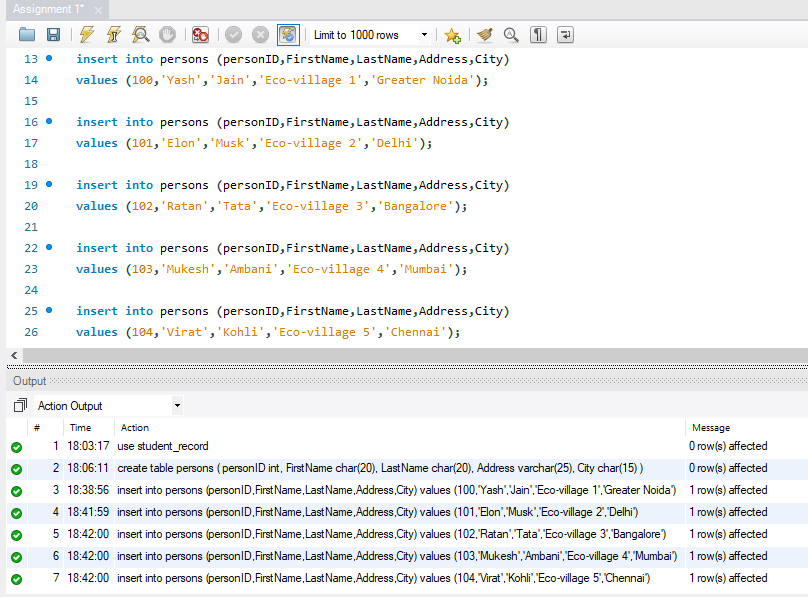 Assignment 1* ×
Limit to 1000 rows
13 insert into persons (personID,FirstName,LastName,Address,City)
14 values (100,'Yash','Jain','Eco-village 1','Greater Noida');
15
16 insert into persons (personID,FirstName,LastName,Address,City)
17 values (101,'Elon','Musk','Eco-village 2','Delhi');
18
19 insert into persons (personID,FirstName,LastName,Address,City)
20 values (102,'Ratan','Tata','Eco-village 3','Bangalore');
21
22 insert into persons (personID,FirstName,LastName,Address,City)
23 values (103,'Mukesh','Ambani','Eco-village 4','Mumbai');
24
25 insert into persons (personID,FirstName,LastName,Address,City)
26 values (104,'Virat','Kohli','Eco-village 5','Chennai');
Output
Action Output
# Time Action Message
1 18:03:17 use student_record 0 row(s) affected
2 18:06:11 create table persons ( personID int, FirstName char(20), LastName char(20), Address varchar(25), City char(15) ) 0 row(s) affected
3 18:38:56 insert into persons (personID,FirstName,LastName,Address,City) values (100,'Yash','Jain','Eco-village 1','Greater Noida') 1 row(s) affected
4 18:41:59 insert into persons (personID,FirstName,LastName,Address,City) values (101,'Elon','Musk','Eco-village 2','Delhi') 1 row(s) affected
5 18:42:00 insert into persons (personID,FirstName,LastName,Address,City) values (102,'Ratan','Tata','Eco-village 3','Bangalore') 1 row(s) affected
6 18:42:00 insert into persons (personID,FirstName,LastName,Address,City) values (103,'Mukesh','Ambani','Eco-village 4','Mumbai') 1 row(s) affected
7 18:42:00 insert into persons (personID,FirstName,LastName,Address,City) values (104,'Virat','Kohli','Eco-village 5','Chennai') 1 row(s) affected